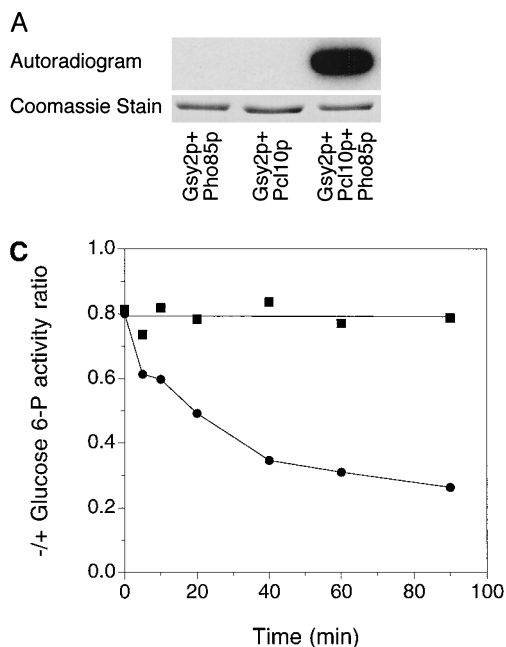 A
Autoradiogram
Coomassie Stain
Gsy2p+
Pho85p
Gsy2p+
Pcl10p
Gsy2p+
Pcl10p+
Pho85p
C
-/+ Glucose 6-P activity ratio
1.0
0.8
0.6
0.4
0.2
0.0
0 20 40 60 80 100
Time (min)